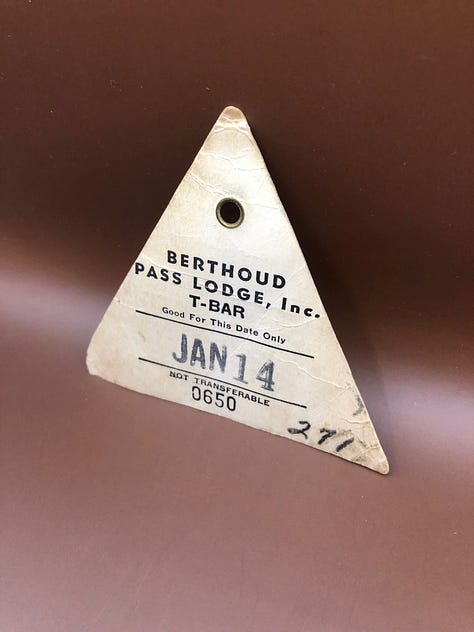 BERTHOUD
PASS LODGE, Inc.
T-BAR
Good For This Date Only
JAN 14
NOT TRANSFERABLE
0650
271